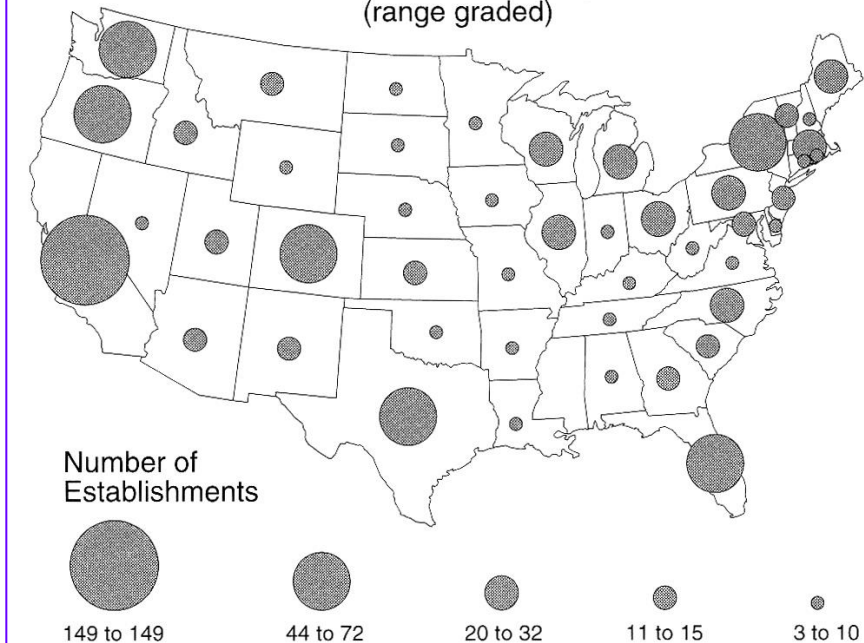 (range graded)
Number of
Establishments
149 to 149
44 to 72
20 to 32
11 to 15
3 to 10